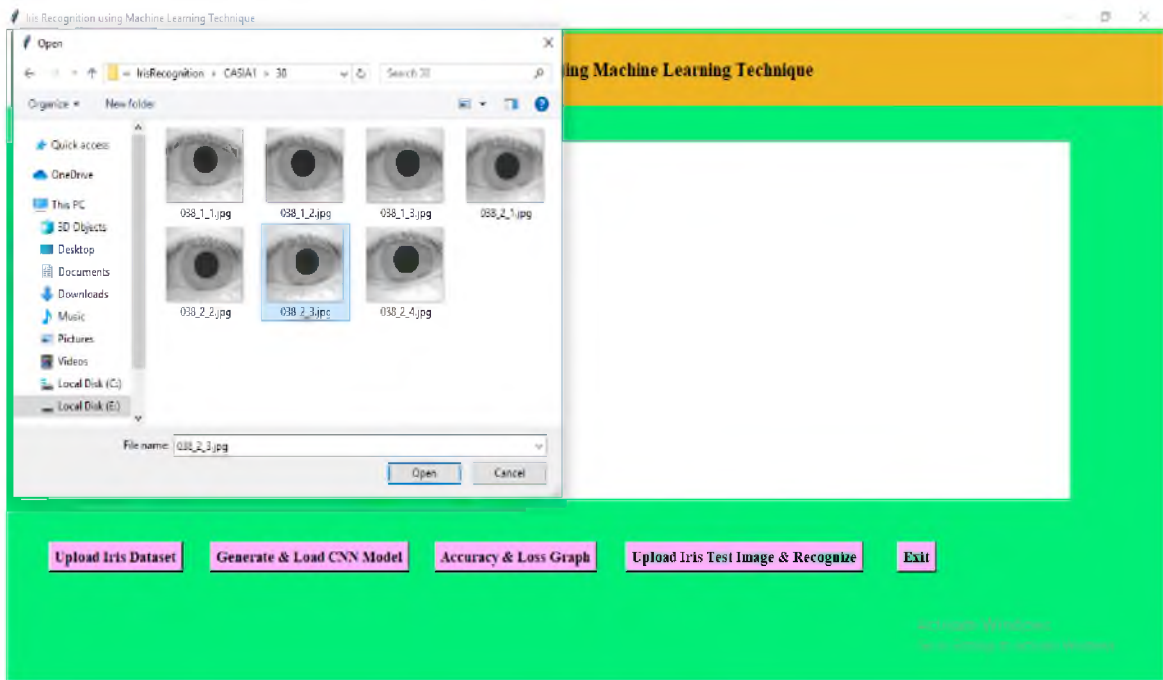 Iris Recognition using Machine Learning Technique
Open
IrisRecognition > CASIA1 > 38
Search 38
ing Machine Learning Technique
Organize
New folder
Quick access
OneDrive
This PC
3D Objects
Desktop
Documents
Downloads
Music
Pictures
Videos
Local Disk (C:)
Local Disk (E:)
038_1_1.jpg 038_1_2.jpg 038_1_3.jpg 038_2_1.jpg
038_2_2.jpg 038_2_3.jpg 038_2_4.jpg
File name: 038_2_3.jpg
Open Cancel
Upload Iris Dataset Generate & Load CNN Model Accuracy & Loss Graph Upload Iris Test Image & Recognize Exit
Activate Windows